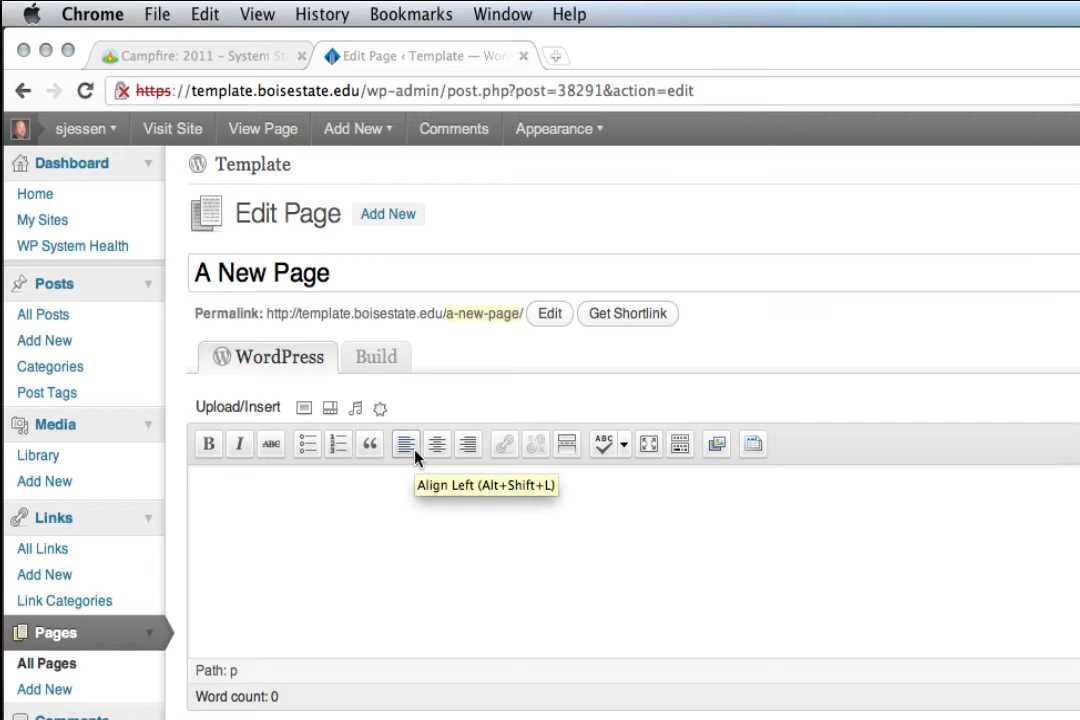 Chrome File Edit View History Bookmarks Window Help
Campfire: 2011 – System St
Edit Page ‹ Template — Wor
https://template.boisestate.edu/wp-admin/post.php?post=38291&action=edit
sjessen Visit Site View Page Add New Comments Appearance
Dashboard
Home
My Sites
WP System Health
Posts
All Posts
Add New
Categories
Post Tags
Media
Library
Add New
Links
All Links
Add New
Link Categories
Pages
All Pages
Add New
Comments
Template
Edit Page Add New
A New Page
Permalink: http://template.boisestate.edu/a-new-page/ Edit Get Shortlink
WordPress Build
Upload/Insert
B I ABC ABC
Align Left (Alt+Shift+L)
Path: p
Word count: 0